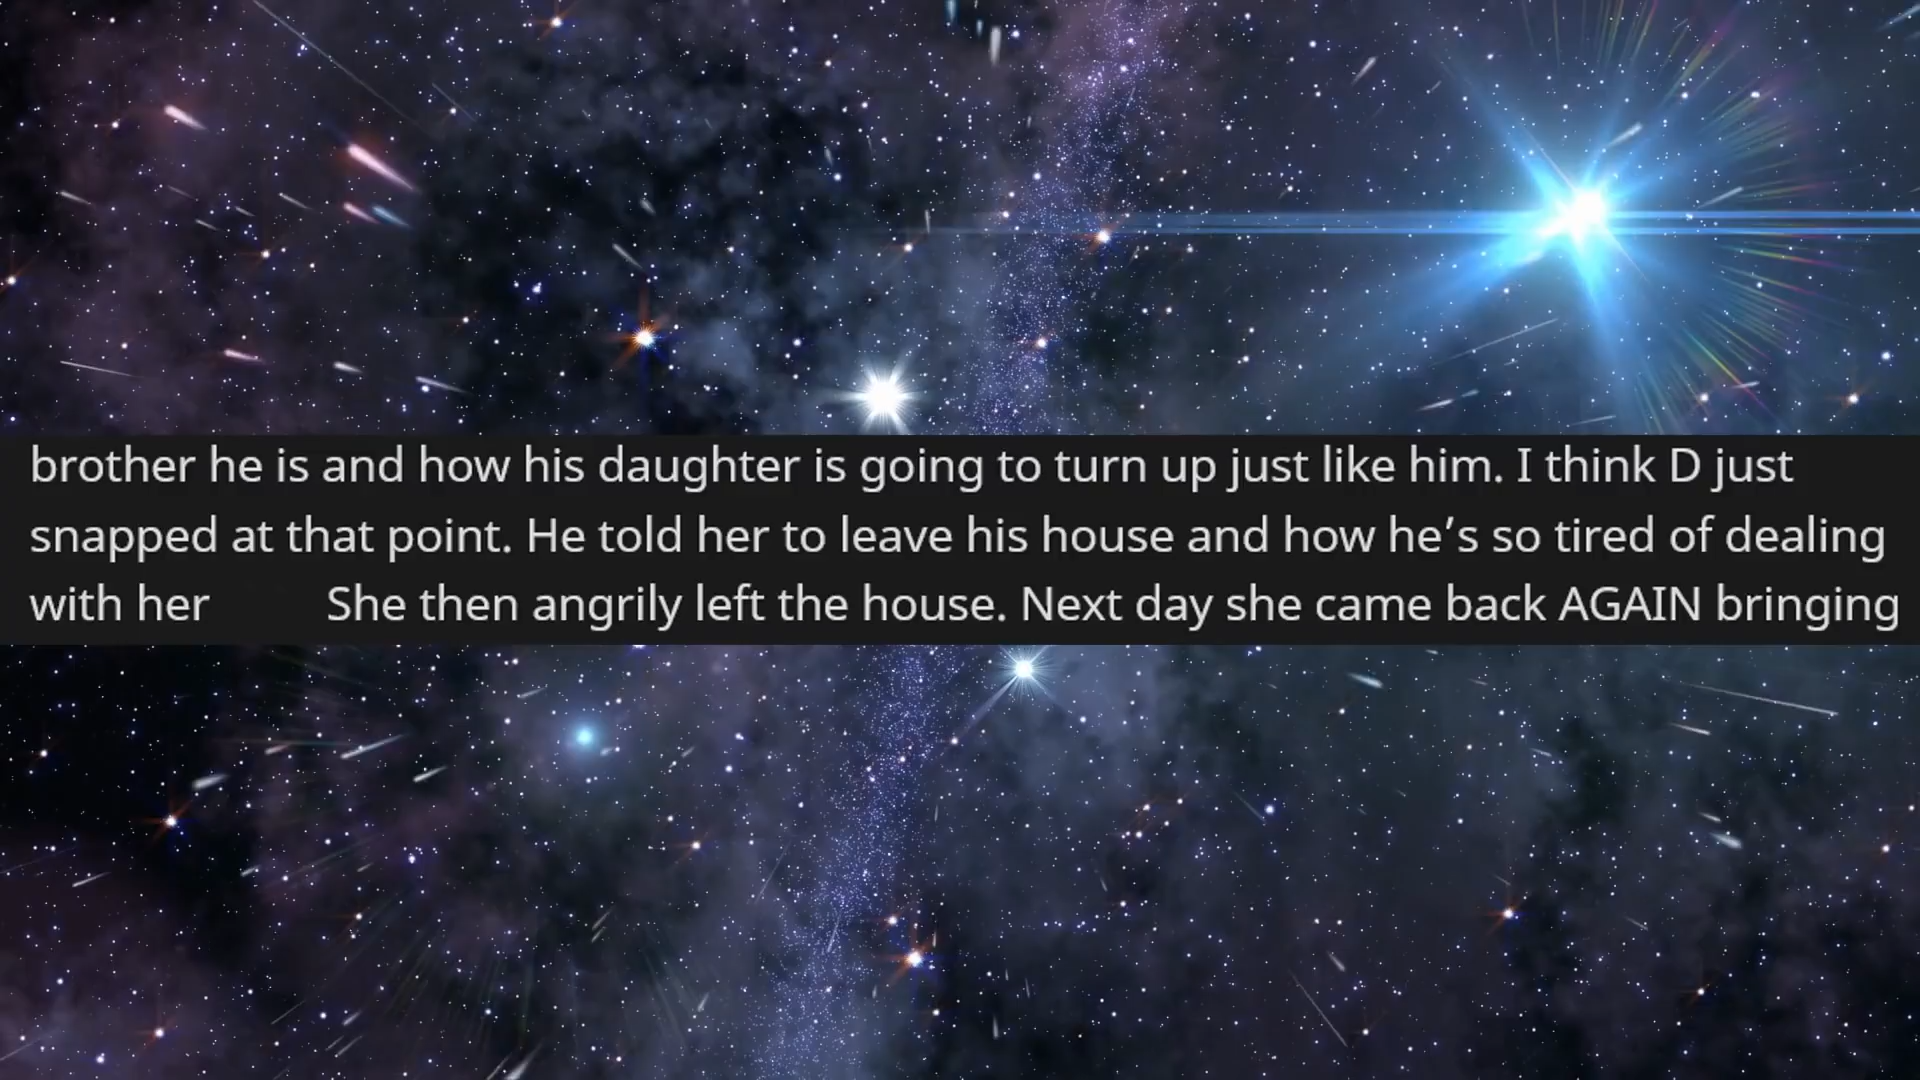 brother he is and how his daughter is going to turn up just like him. I think D just
snapped at that point. He told her to leave his house and how he’s so tired of dealing
with her She then angrily left the house. Next day she came back AGAIN bringing